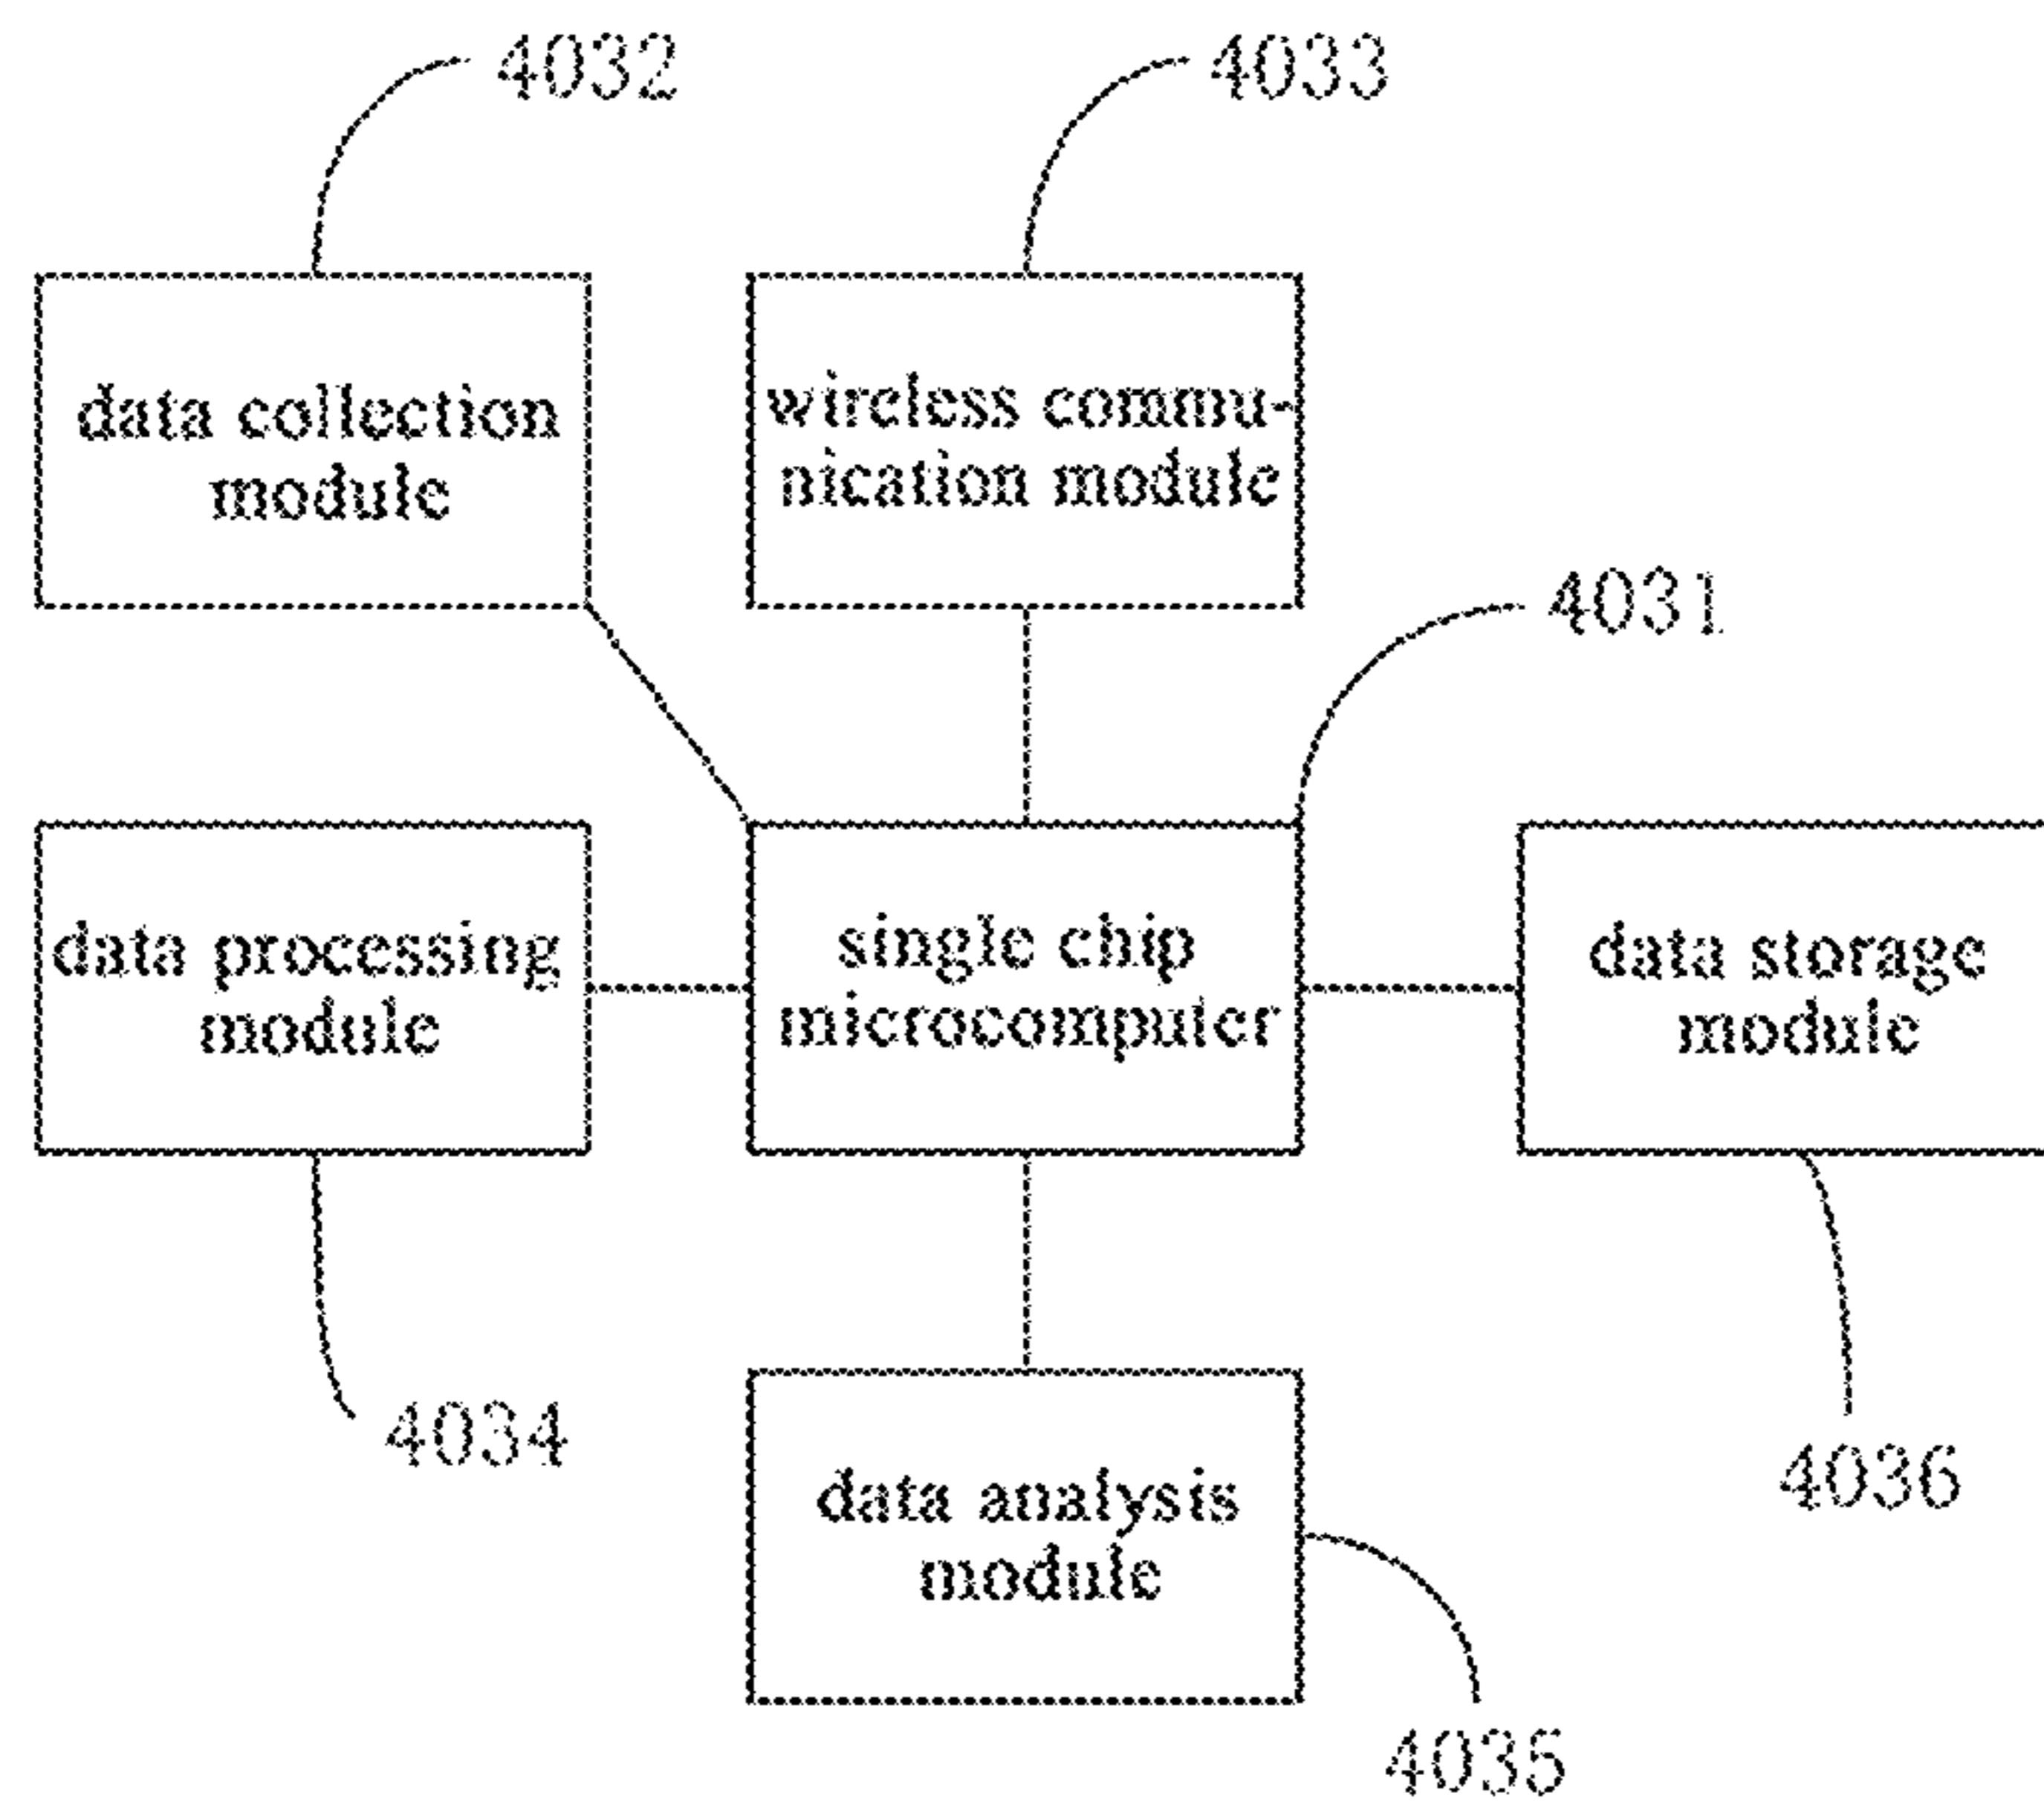 4032
4033
data collection
module
wireless commu-
nication module
4031
data processing
module
single chip
microcomputer
data storage
module
4034
4036
data analysis
module
4035